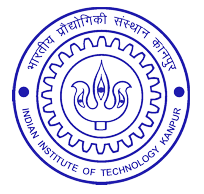 भारतीय प्रौद्योगिकी संस्थान कानपुर
INDIAN INSTITUTE OF TECHNOLOGY KANPUR